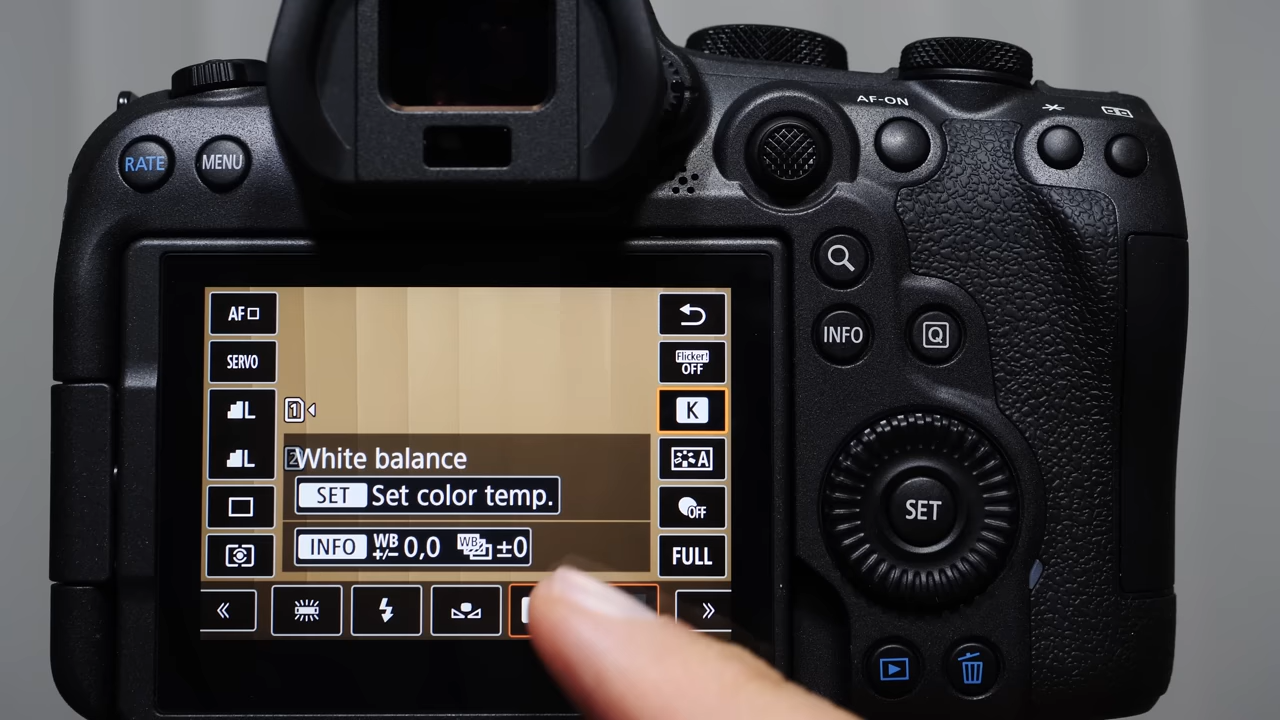 AF-ON
RATE
MENU
INFO
Q
SET
AF
SERVO
L
L
1
2
White balance
SET Set color temp.
INFO WB +/- 0,0 WB ±0
Flicker!
OFF
K
A
OFF
FULL